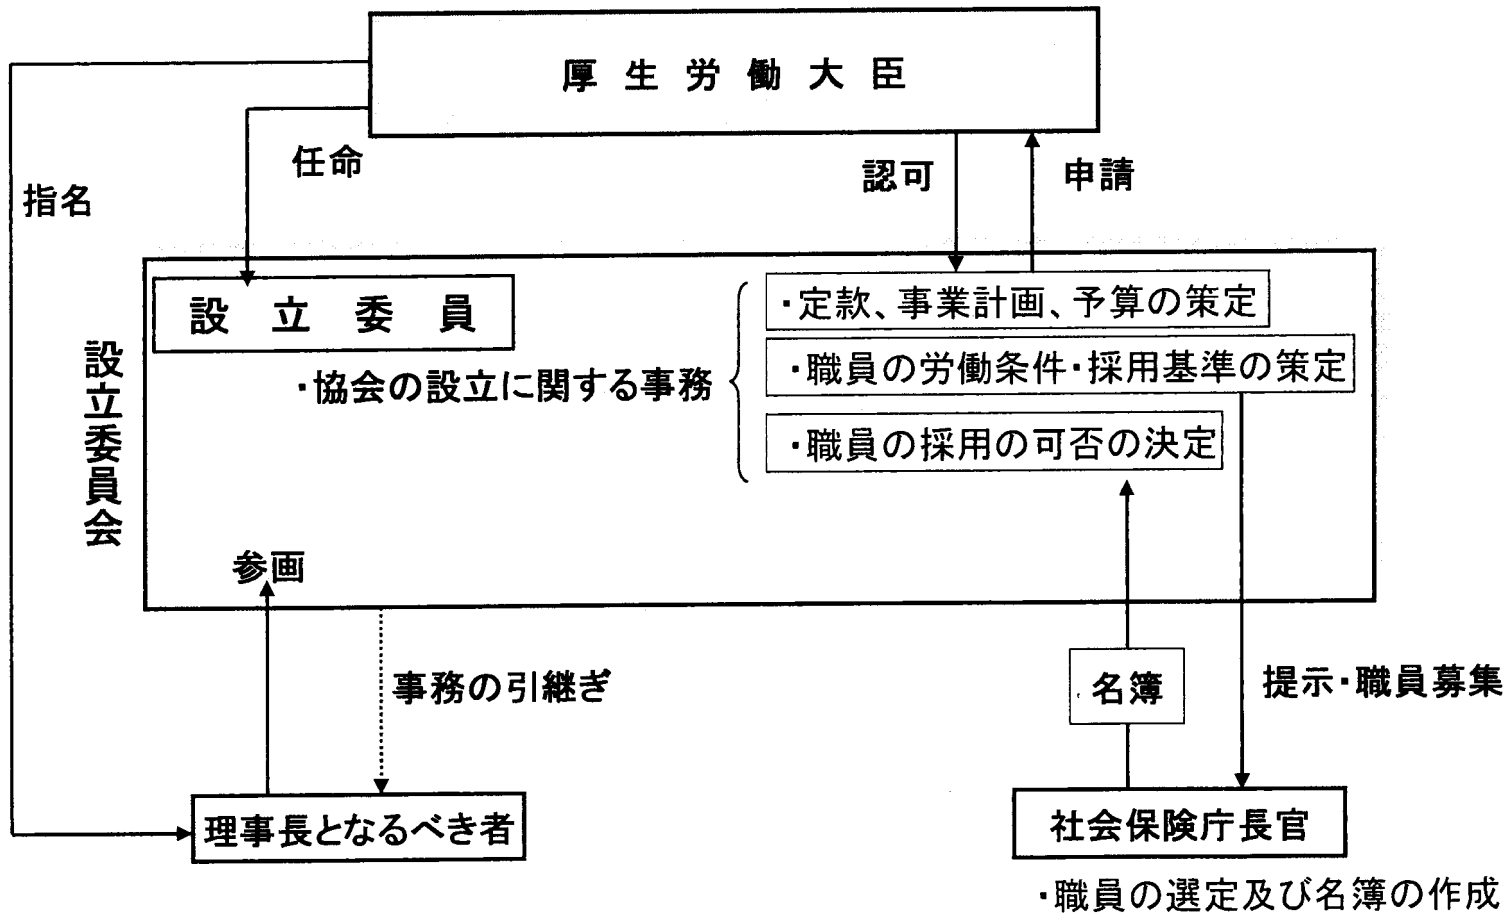 厚生労働大臣
任命
認可
申請
指名
設立委員会
設立委員
・協会の設立に関する事務
・定款、事業計画、予算の策定
・職員の労働条件・採用基準の策定
・職員の採用の可否の決定
参画
事務の引継ぎ
名簿
提示・職員募集
理事長となるべき者
社会保険庁長官
・職員の選定及び名簿の作成